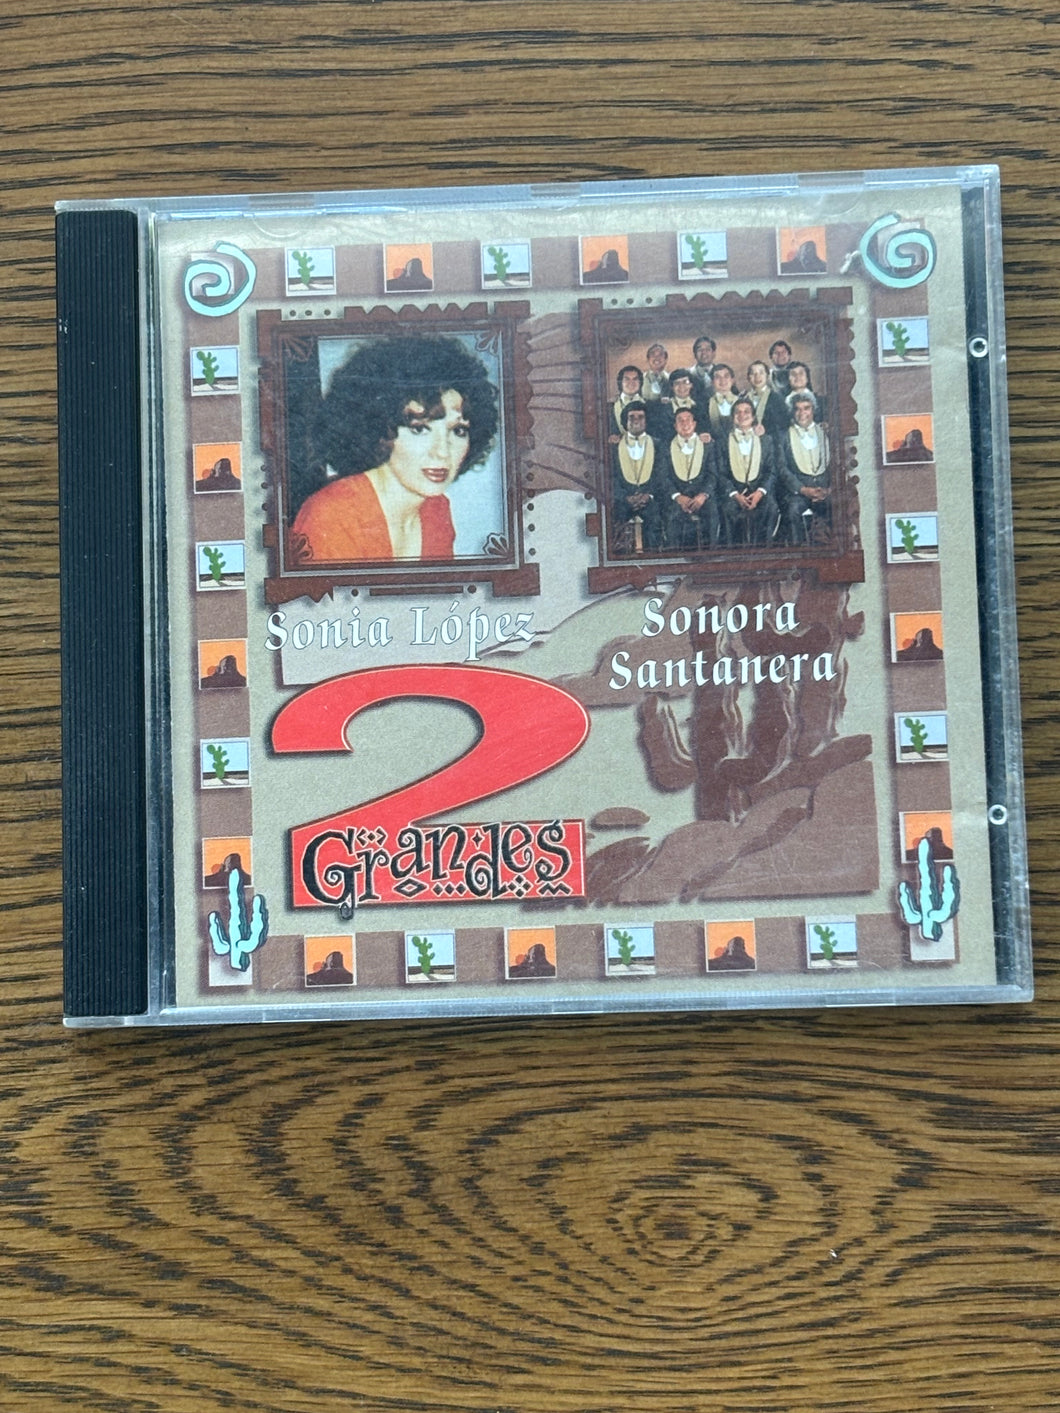 Sonia López
Sonora
Santanera
2
Grandes